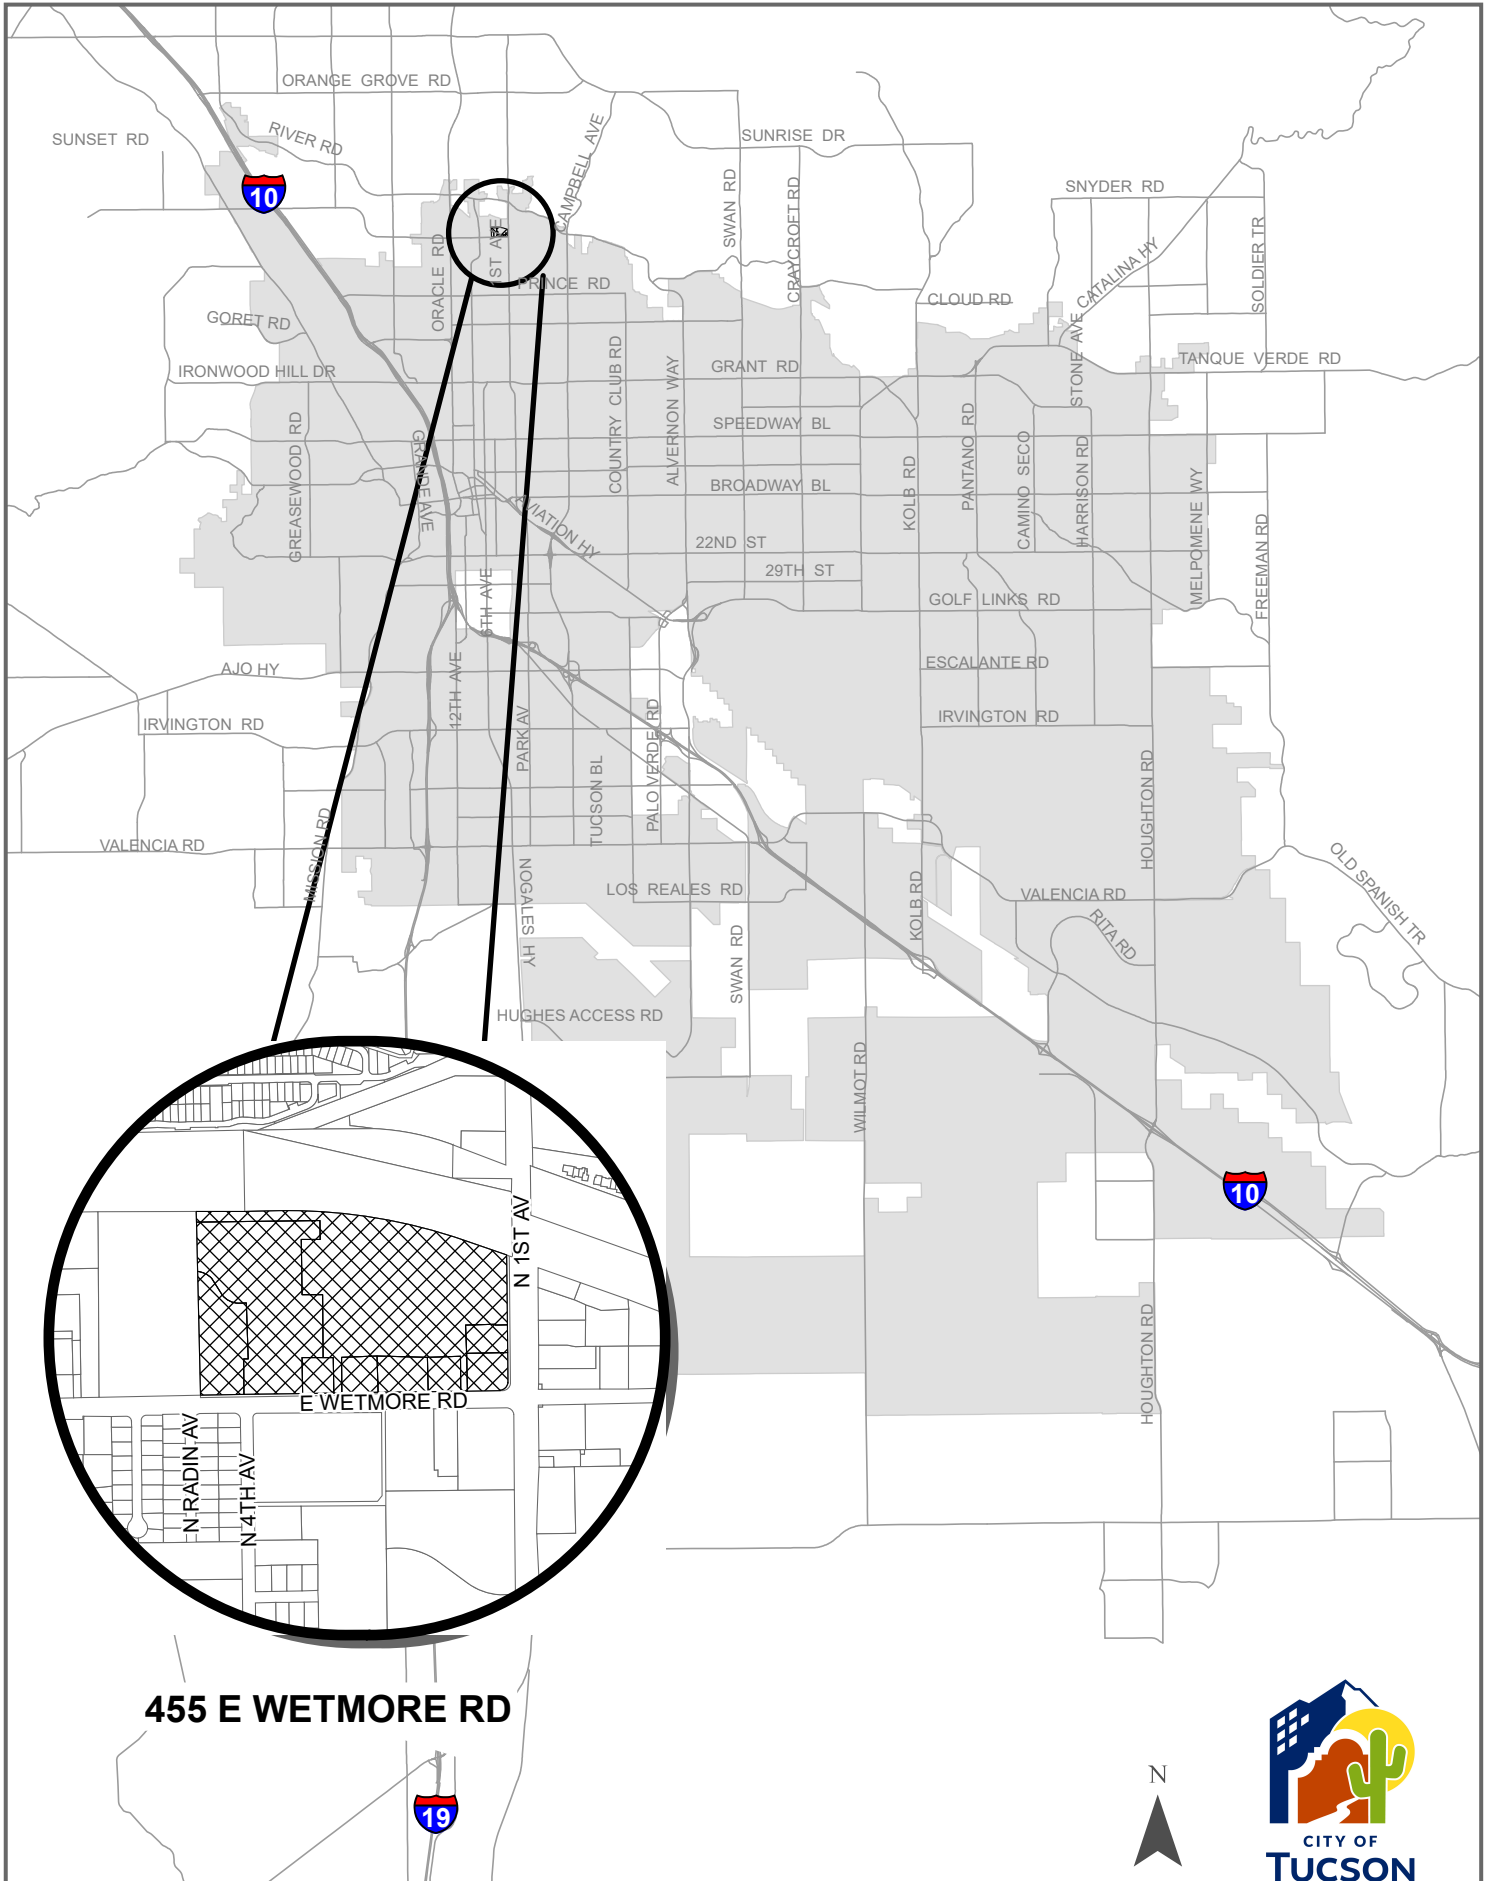 ORANGE GROVE RD
SUNSET RD
RIVER RD
CAMPBELL AVE
SUNRISE DR
10
SWAN RD
CRAYCROFT RD
SNYDER RD
ORACLE RD
1ST AVE
CATALINA HY
SOLDIER TR
PRINCE RD
CLOUD RD
GORET RD
STONE AVE
IRONWOOD HILL DR
COUNTRY CLUB RD
ALVERNON WAY
GRANT RD
TANQUE VERDE RD
GREASEWOOD RD
GRANDE AVE
SPEEDWAY BL
KOLB RD
PANTANO RD
CAMINO SECO
HARRISON RD
MELPOMENE WY
BROADWAY BL
AVIATION HY
FREEMAN RD
22ND ST
29TH ST
6TH AVE
GOLF LINKS RD
AJO HY
12TH AVE
ESCALANTE RD
IRVINGTON RD
PARK AV
PALO VERDE RD
IRVINGTON RD
TUCSON BL
HOUGHTON RD
MISSION RD
VALENCIA RD
NOGALES HY
LOS REALES RD
KOLB RD
VALENCIA RD
OLD SPANISH TR
RITA RD
SWAN RD
HUGHES ACCESS RD
WILMOT RD
10
N 1ST AV
HOUGHTON RD
E WETMORE RD
N RADIN AV
N 4TH AV
455 E WETMORE RD
19
N
CITY OF
TUCSON